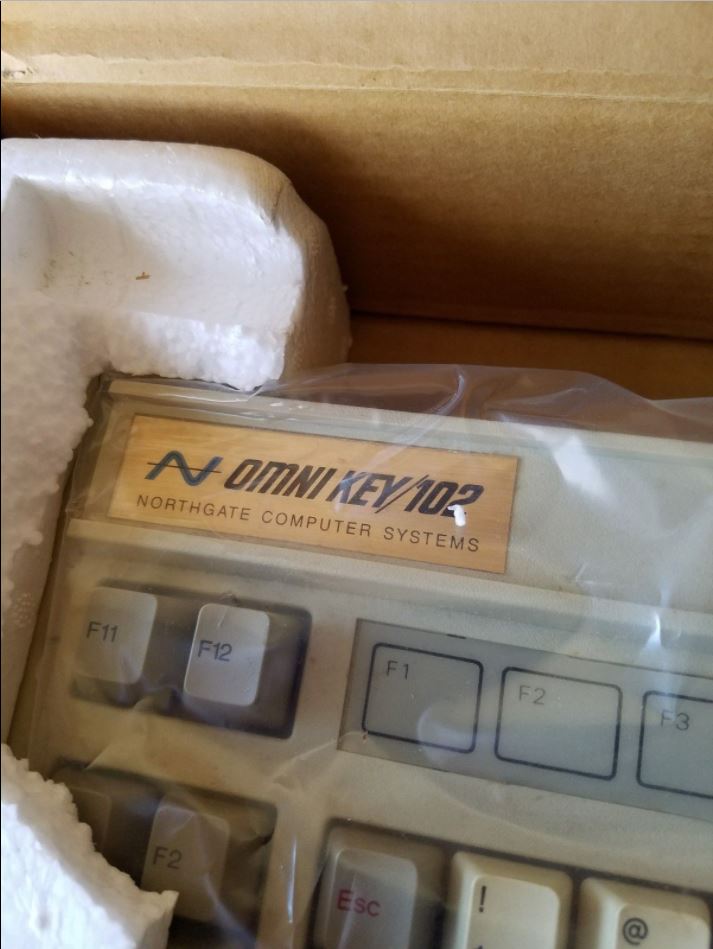 OMNI KEY/102
NORTHGATE COMPUTER SYSTEMS
F11 F12 F1 F2 F3
F2 Esc ! @